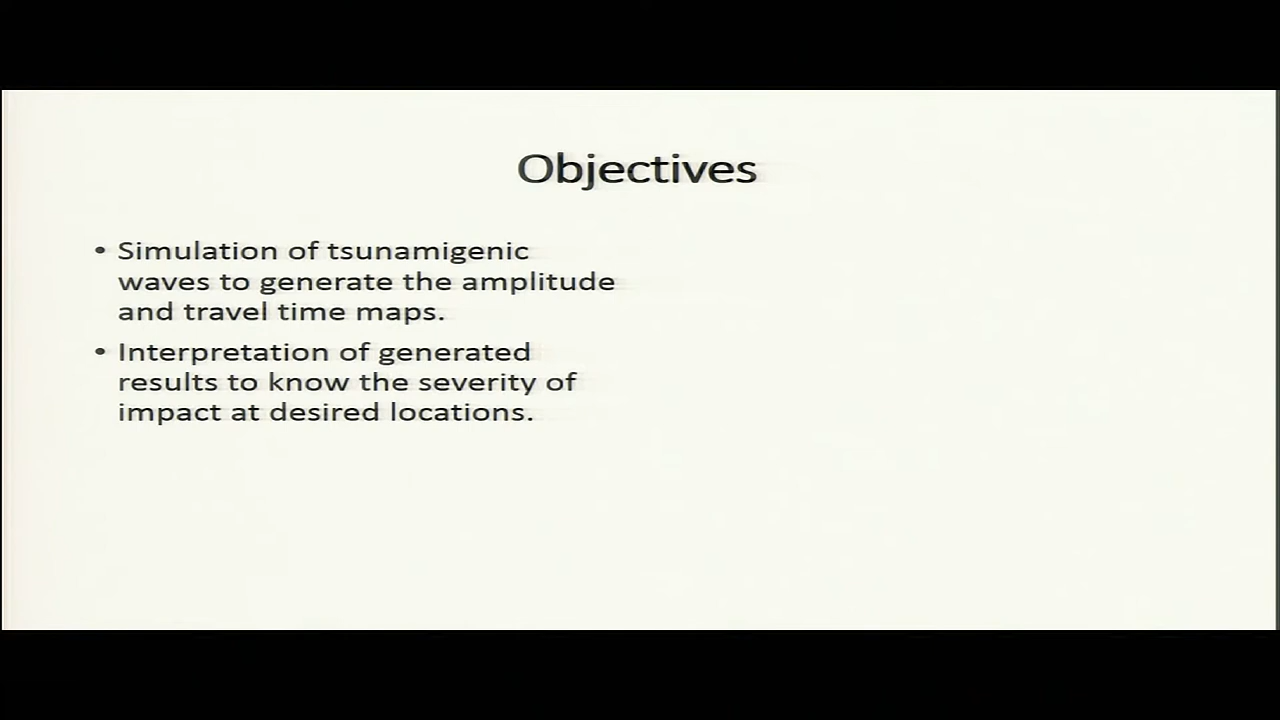 Objectives
• Simulation of tsunamigenic
waves to generate the amplitude
and travel time maps.
• Interpretation of generated
results to know the severity of
impact at desired locations.